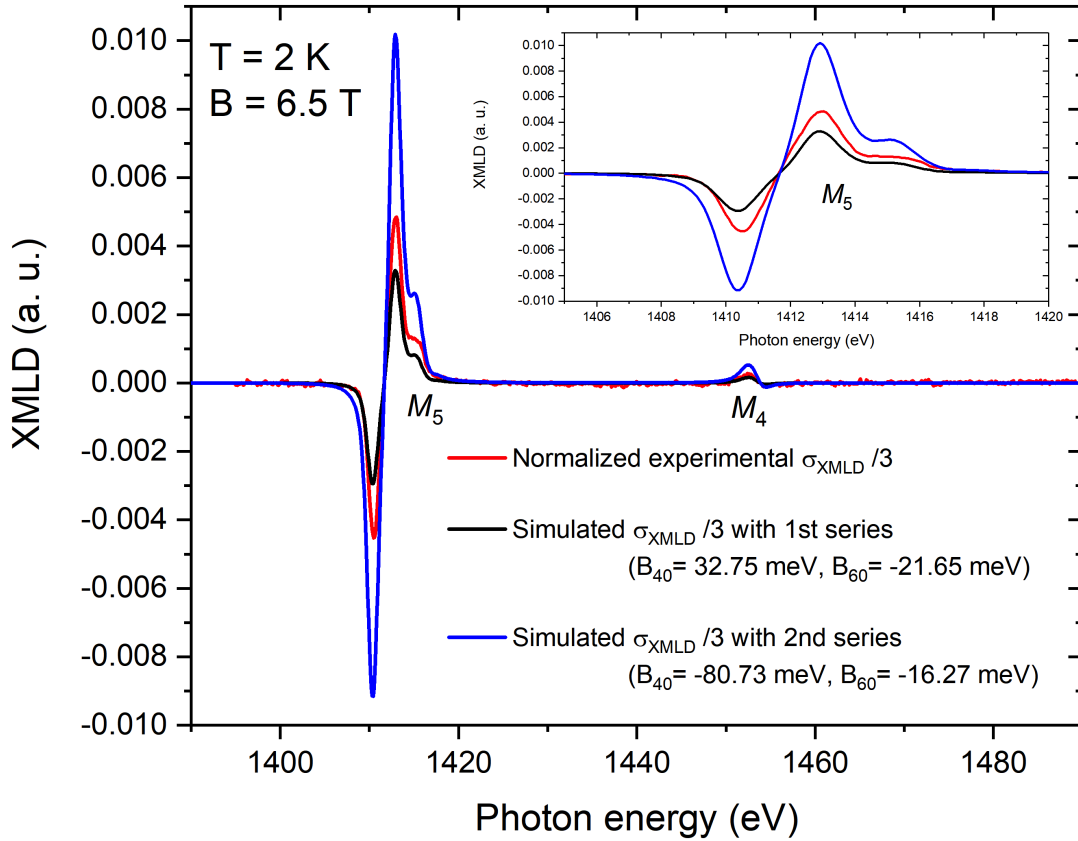 T = 2 K
B = 6.5 T
XMLD (a. u.)
0.010
0.008
0.006
0.004
0.002
0.000
-0.002
-0.004
-0.006
-0.008
-0.010
1400 1420 1440 1460 1480
Photon energy (eV)
M5
M4
Normalized experimental σXMLD /3
Simulated σXMLD /3 with 1st series
(B40= 32.75 meV, B60= -21.65 meV)
Simulated σXMLD /3 with 2nd series
(B40= -80.73 meV, B60= -16.27 meV)
XMLD (a. u.)
0.010
0.008
0.006
0.004
0.002
0.000
-0.002
-0.004
-0.006
-0.008
-0.010
1406 1408 1410 1412 1414 1416 1418 1420
Photon energy (eV)
M5